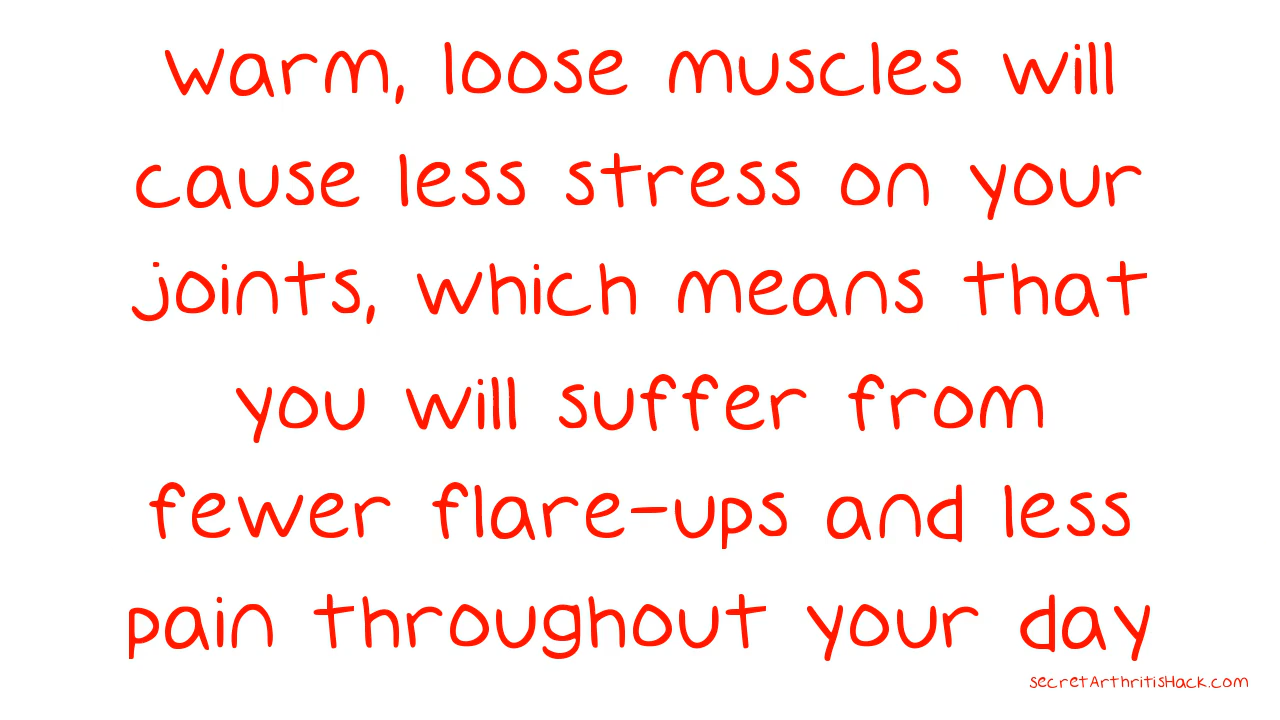 Warm, loose muscles will
cause less stress on your
joints, which means that
you will suffer from
fewer flare-ups and less
pain throughout your day
secretArthritisHack.com